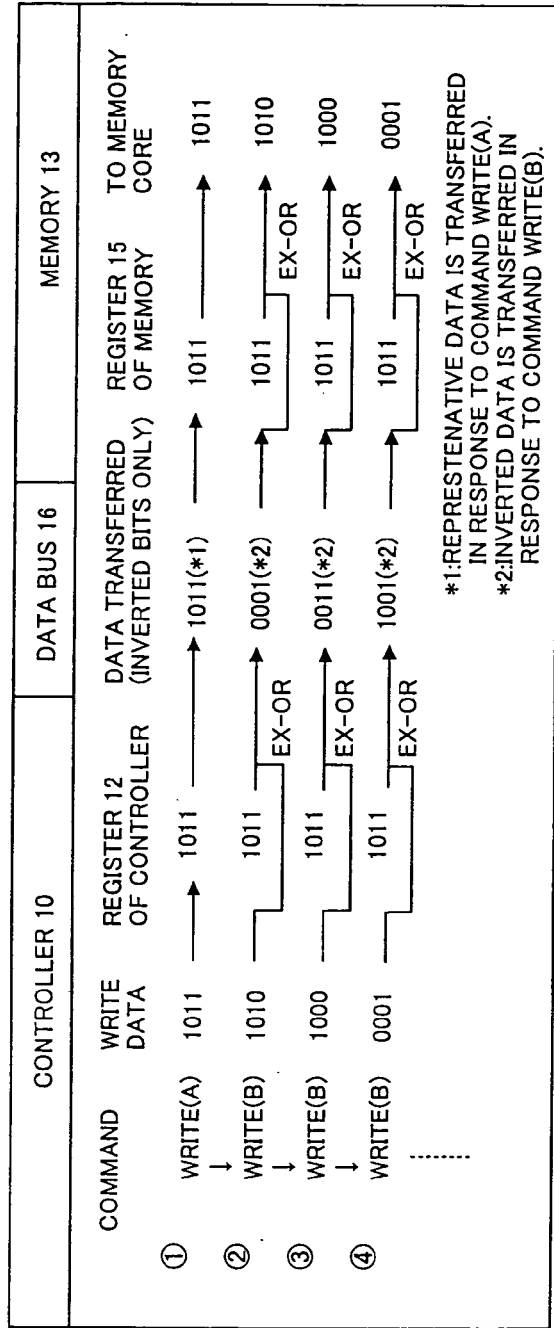 CONTROLLER 10 DATA BUS 16 MEMORY 13
COMMAND WRITE DATA REGISTER 12 OF CONTROLLER DATA TRANSFERRED (INVERTED BITS ONLY) REGISTER 15 OF MEMORY TO MEMORY CORE
① WRITE(A) 1011 1011 1011(*1) 1011 1011
② WRITE(B) 1010 1011 EX-OR 0001(*2) 1011 EX-OR 1010
③ WRITE(B) 1000 1011 EX-OR 0011(*2) 1011 EX-OR 1000
④ WRITE(B) 0001 1011 EX-OR 1001(*2) 1011 EX-OR 0001
*1:REPRESTENATIVE DATA IS TRANSFERRED
IN RESPONSE TO COMMAND WRITE(A).
*2:INVERTED DATA IS TRANSFERRED IN
RESPONSE TO COMMAND WRITE(B).